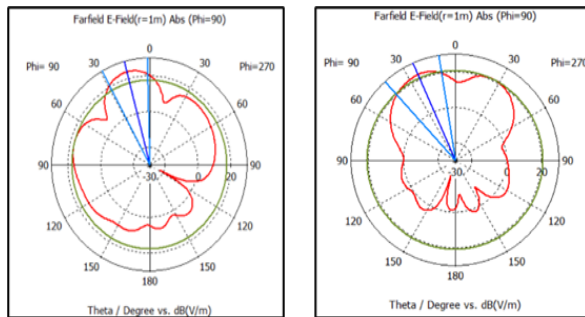 Farfield E-Field(r=1m) Abs (Phi=90)
0
30 30
Phi= 90 Phi=270
60 60
90 -30 0 20 90
120 120
150 150
180
Theta / Degree vs. dB(V/m)
Farfield E-Field(r=1m) Abs (Phi=90)
0
30 30
Phi= 90 Phi=270
60 60
90 -30 0 20 90
120 120
150 150
180
Theta / Degree vs. dB(V/m)